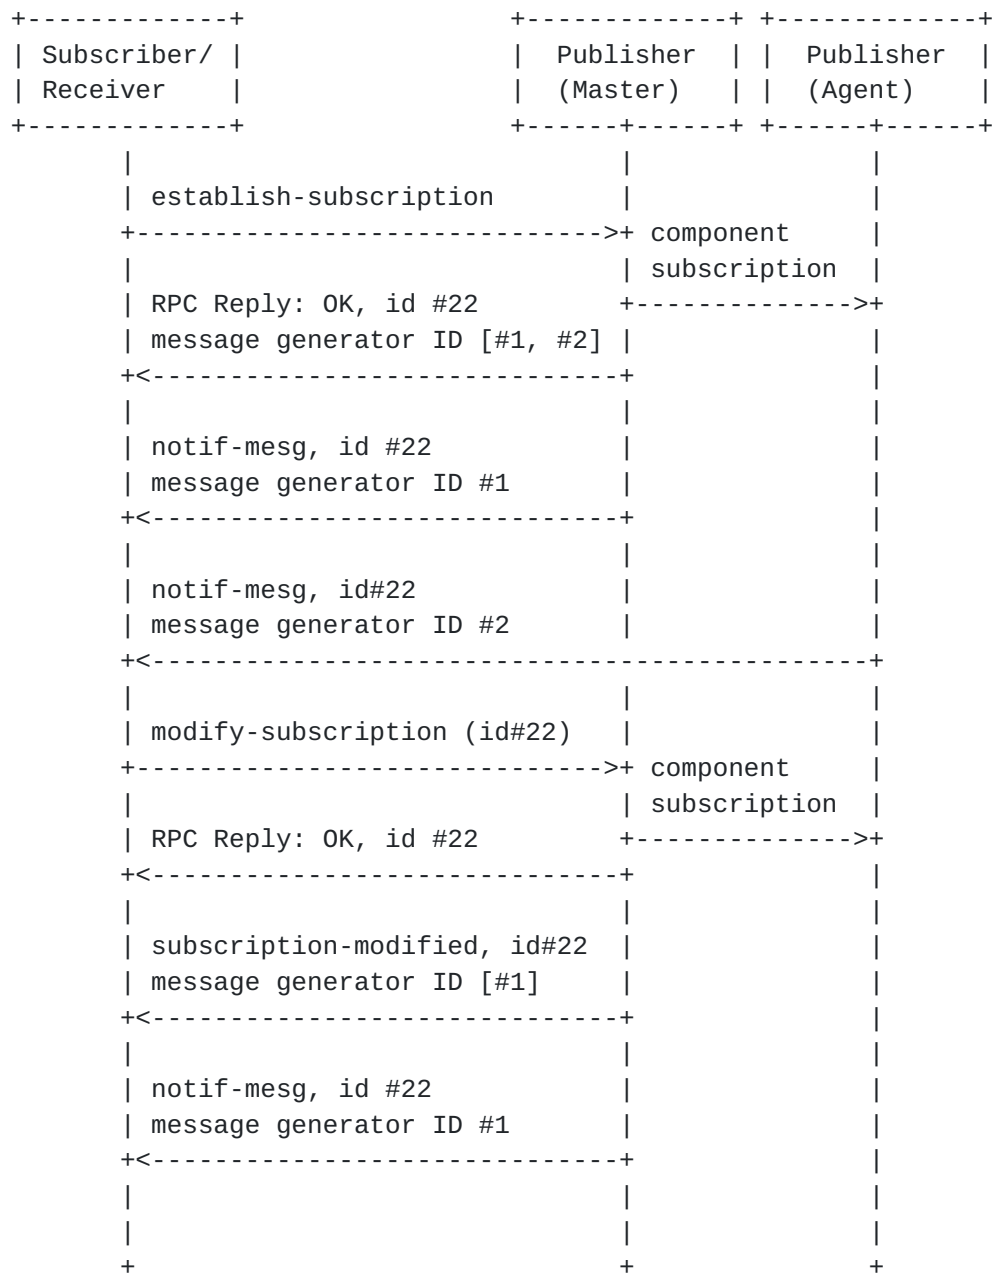 +-------------+                 +-------------+ +-------------+
| Subscriber/ |                 |  Publisher  | |  Publisher  |
| Receiver    |                 |  (Master)   | |  (Agent)    |
+-------------+                 +------+------+ +------+------+
       |                               |               |
       | establish-subscription        |               |
       +------------------------------>+ component     |
       |                               | subscription  |
       | RPC Reply: OK, id #22         +-------------->+
       | message generator ID [#1, #2] |               |
       +<------------------------------+               |
       |                               |               |
       | notif-mesg, id #22            |               |
       | message generator ID #1       |               |
       +<------------------------------+               |
       |                               |               |
       | notif-mesg, id#22             |               |
       | message generator ID #2       |               |
       +<----------------------------------------------+
       |                               |               |
       | modify-subscription (id#22)   |               |
       +------------------------------>+ component     |
       |                               | subscription  |
       | RPC Reply: OK, id #22         +-------------->+
       +<------------------------------+               |
       |                               |               |
       | subscription-modified, id#22  |               |
       | message generator ID [#1]     |               |
       +<------------------------------+               |
       |                               |               |
       | notif-mesg, id #22            |               |
       | message generator ID #1       |               |
       +<------------------------------+               |
       |                               |               |
       |                               |               |
       +                               +               +